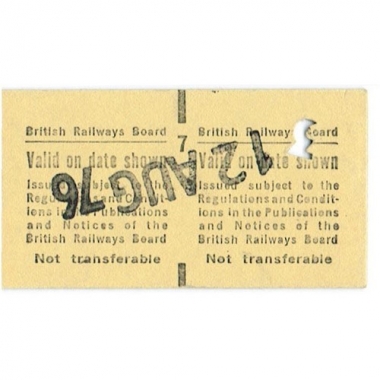 British Railways Board
Valid on date shown
Issued subject to the
Regulations and Condit-
ions in the Publications
and Notices of the
British Railways Board
Not transferable
7
British Railways Board
Valid on date shown
Issued subject to the
Regulations and Condit-
ions in the Publications
and Notices of the
British Railways Board
Not transferable
12 AUG 76